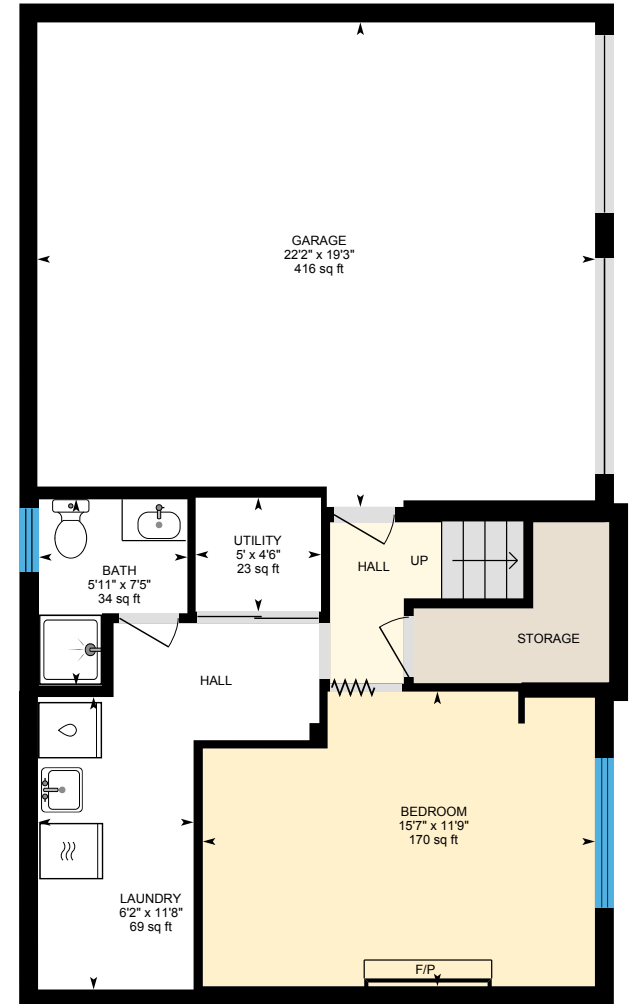 GARAGE
22'2" x 19'3"
416 sq ft
UTILITY
5' x 4'6"
23 sq ft
HALL
UP
BATH
5'11" x 7'5"
34 sq ft
STORAGE
HALL
BEDROOM
15'7" x 11'9"
170 sq ft
LAUNDRY
6'2" x 11'8"
69 sq ft
F/P